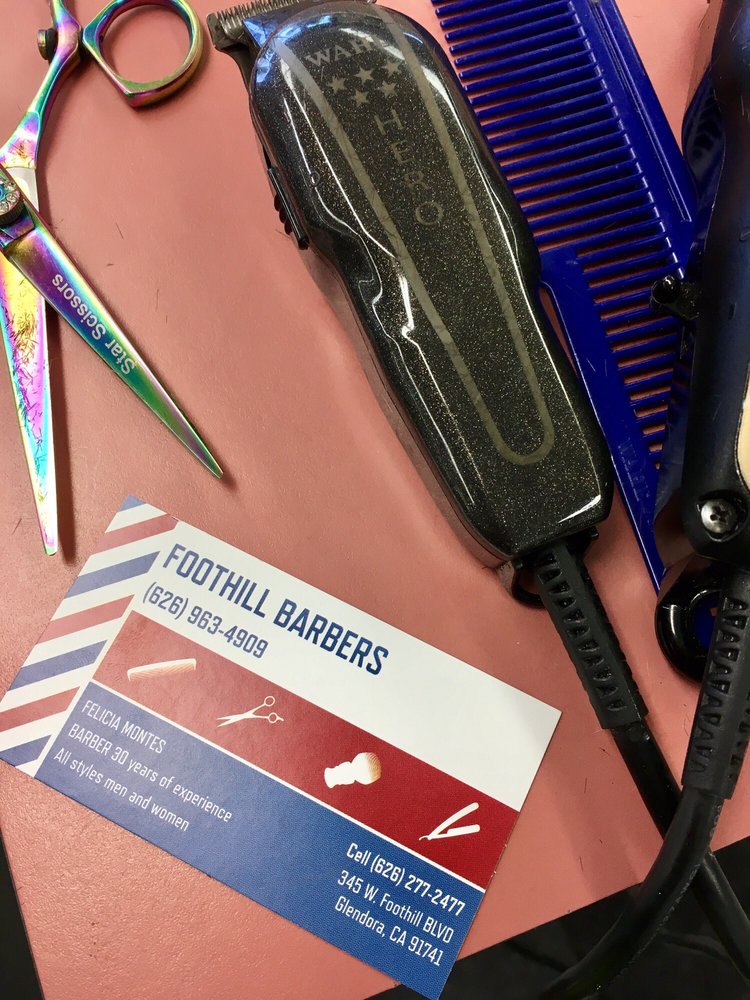 WAHL
HERO
Star Scissors
FOOTHILL BARBERS
(626) 963-4909
FELICIA MONTES
BARBER 30 years of experience
All styles men and women
Cell (626) 277-2477
345 W. Foothill BLVD
Glendora, CA 91741